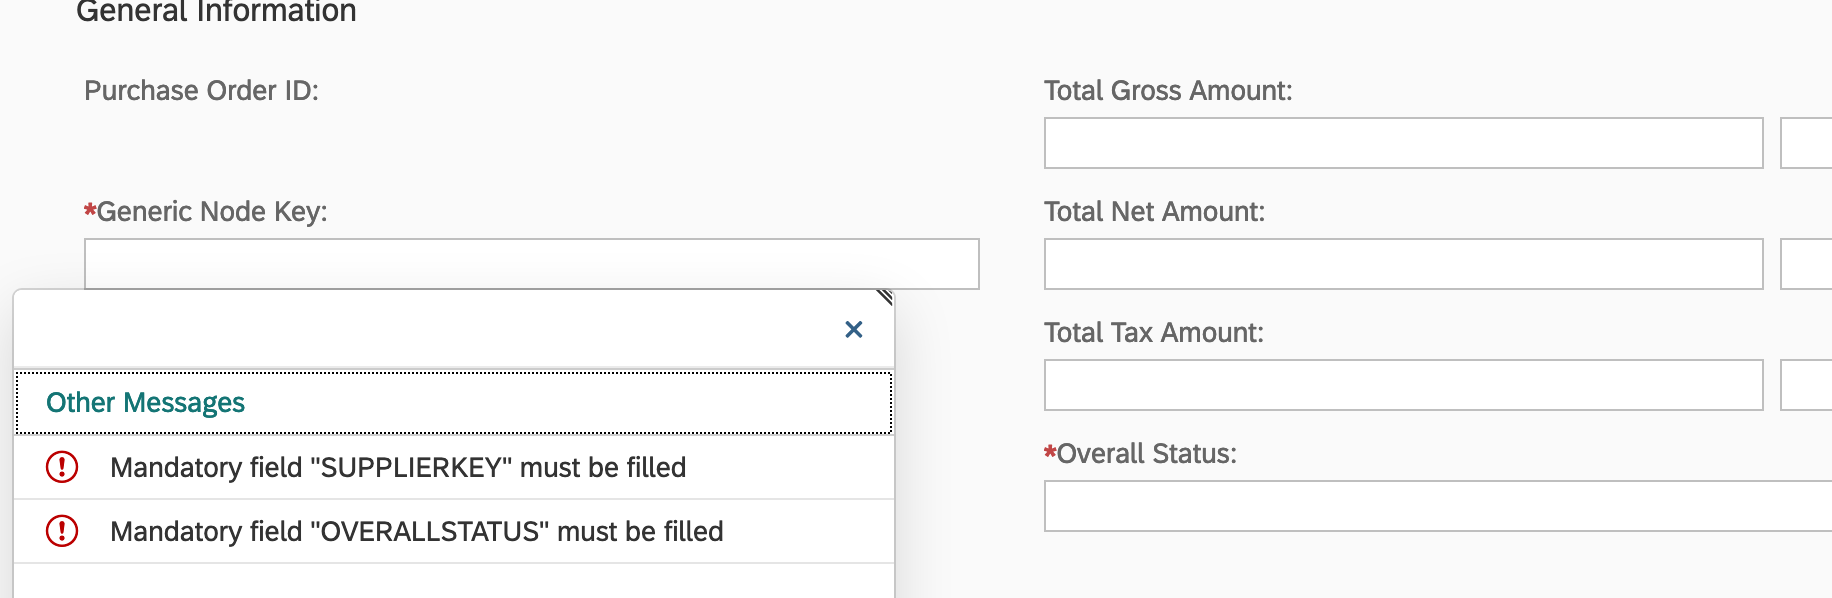 General Information
Purchase Order ID:
Total Gross Amount:
*Generic Node Key:
Total Net Amount:
Total Tax Amount:
*Overall Status:
Other Messages
Mandatory field "SUPPLIERKEY" must be filled
Mandatory field "OVERALLSTATUS" must be filled